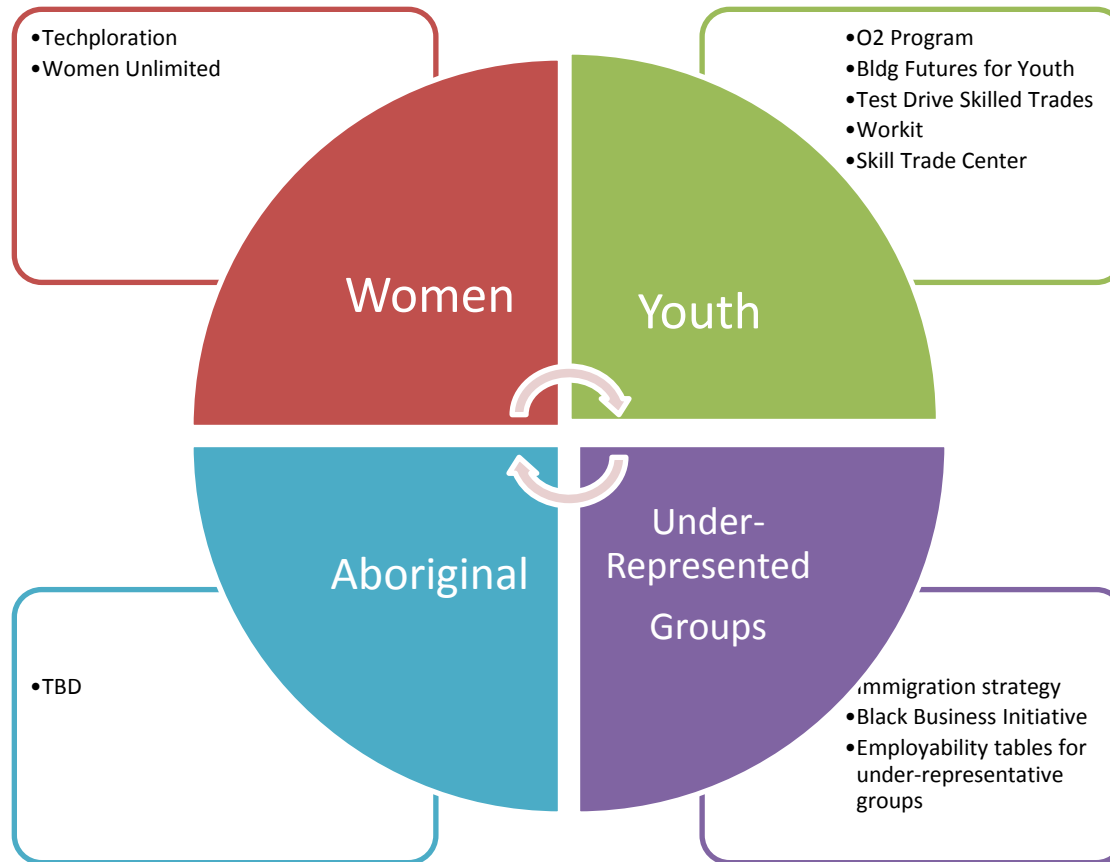 •Techploration
•Women Unlimited
•O2 Program
•Bldg Futures for Youth
•Test Drive Skilled Trades
•Workit
•Skill Trade Center
Women
Youth
Aboriginal
Under-
Represented
Groups
•TBD
Immigration strategy
•Black Business Initiative
•Employability tables for
under-representative
groups